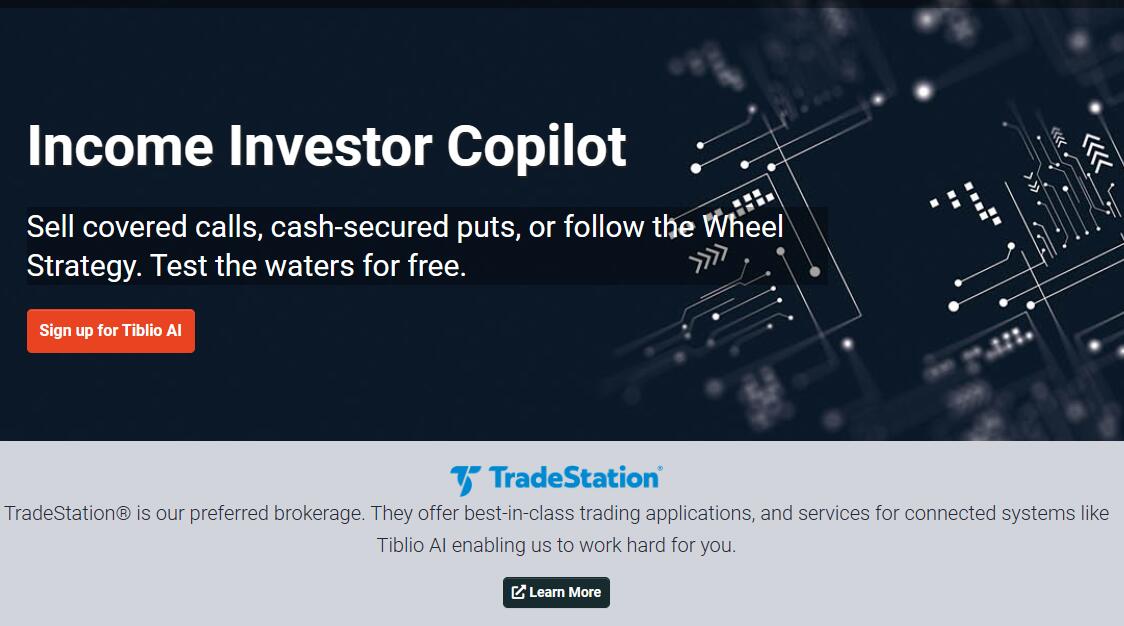 Income Investor Copilot
Sell covered calls, cash-secured puts, or follow the Wheel
Strategy. Test the waters for free.
Sign up for Tiblio AI
TradeStation®
TradeStation® is our preferred brokerage. They offer best-in-class trading applications, and services for connected systems like
Tiblio AI enabling us to work hard for you.
Learn More